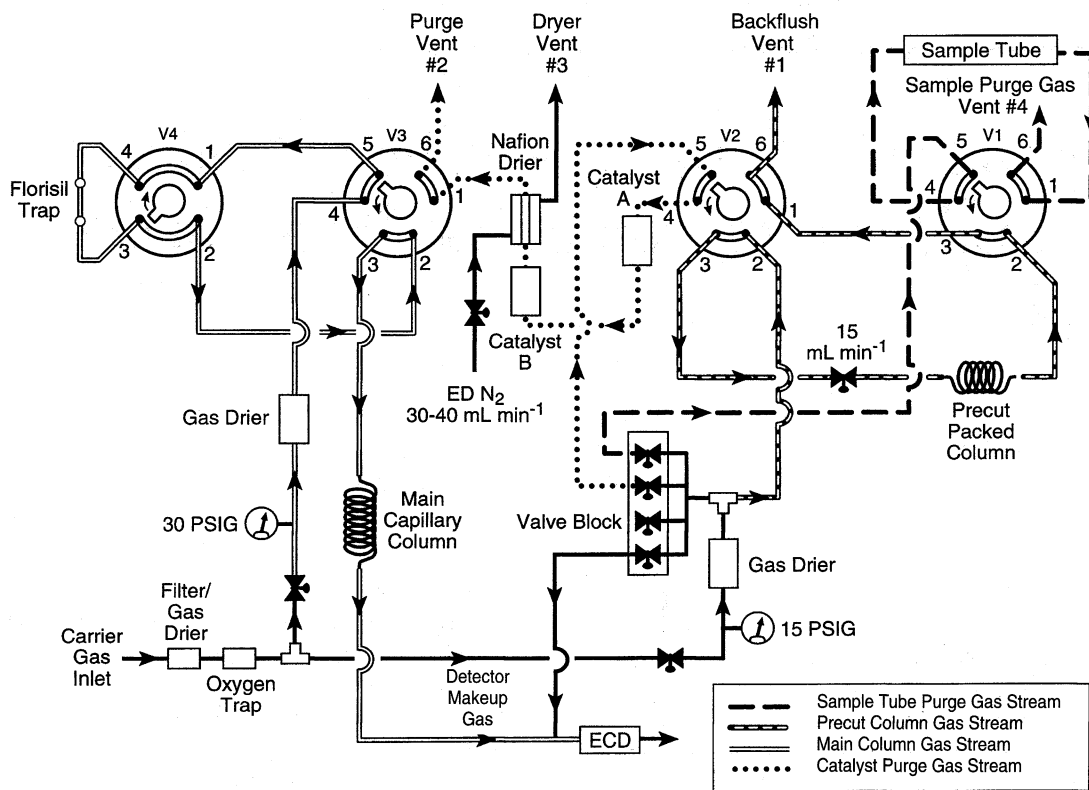 Purge
Vent
#2
Dryer
Vent
#3
Backflush
Vent
#1
Sample Tube
Sample Purge Gas
Vent #4
V4
4
1
3
2
Florisil
Trap
V3
5
6
4
1
3
2
Nafion
Drier
Catalyst
A
V2
5
6
4
1
3
2
V1
5
6
4
1
3
2
Catalyst
B
ED N2
30-40 mL min-1
15
mL min-1
Precut
Packed
Column
Gas Drier
30 PSIG
Main
Capillary
Column
Valve Block
Gas Drier
15 PSIG
Filter/
Gas
Drier
Carrier
Gas
Inlet
Oxygen
Trap
Detector
Makeup
Gas
ECD
Sample Tube Purge Gas Stream
Precut Column Gas Stream
Main Column Gas Stream
Catalyst Purge Gas Stream